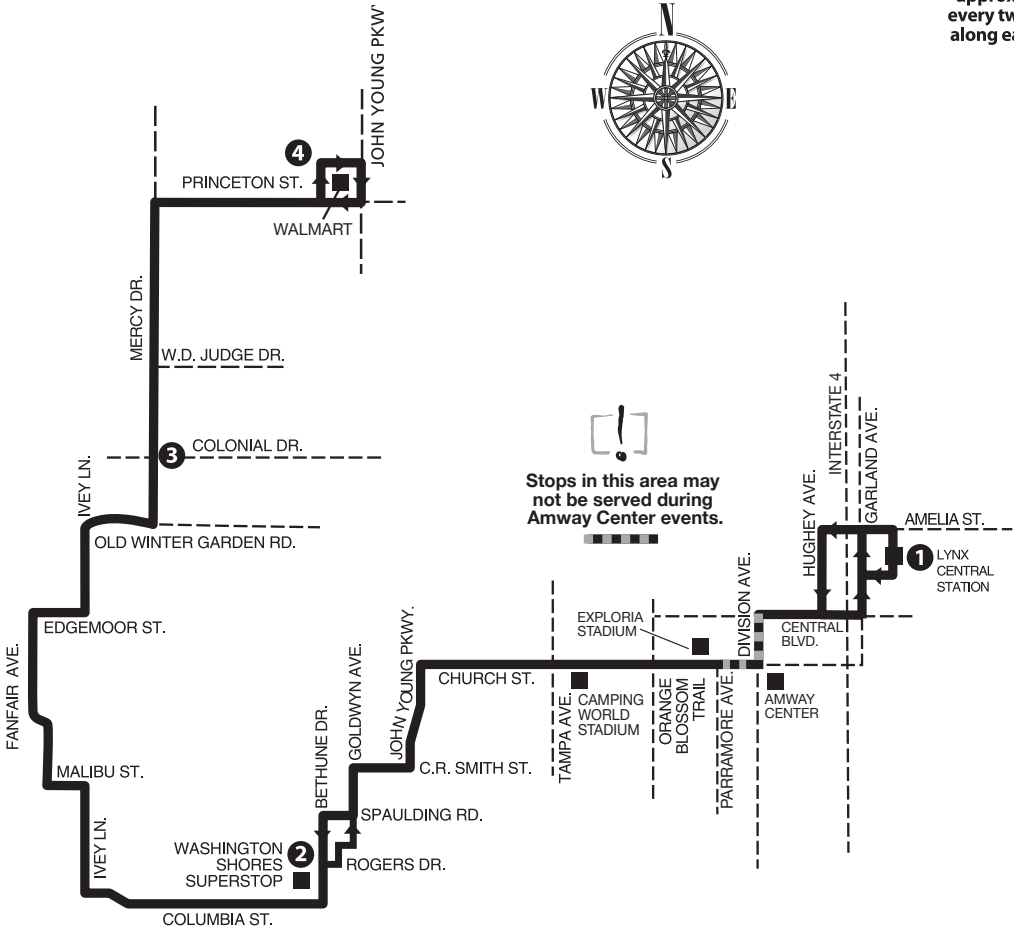 approx
every tw
along ea
N
W
E
S
JOHN YOUNG PKWY
4
PRINCETON ST.
WALMART
MERCY DR.
W.D. JUDGE DR.
3
COLONIAL DR.
IVEY LN.
OLD WINTER GARDEN RD.
!
Stops in this area may
not be served during
Amway Center events.
HUGHEY AVE.
INTERSTATE 4
GARLAND AVE.
AMELIA ST.
1
LYNX
CENTRAL
STATION
EDGEMOOR ST.
FANFAIR AVE.
EXPLORIA
STADIUM
DIVISION AVE.
CENTRAL
BLVD.
CHURCH ST.
JOHN YOUNG PKWY.
GOLDWYN AVE.
BETHUNE DR.
TAMPA AVE.
CAMPING
WORLD
STADIUM
ORANGE
BLOSSOM
TRAIL
PARRAMORE AVE.
AMWAY
CENTER
MALIBU ST.
C.R. SMITH ST.
SPAULDING RD.
IVEY LN.
WASHINGTON
SHORES
SUPERSTOP
2
ROGERS DR.
COLUMBIA ST.